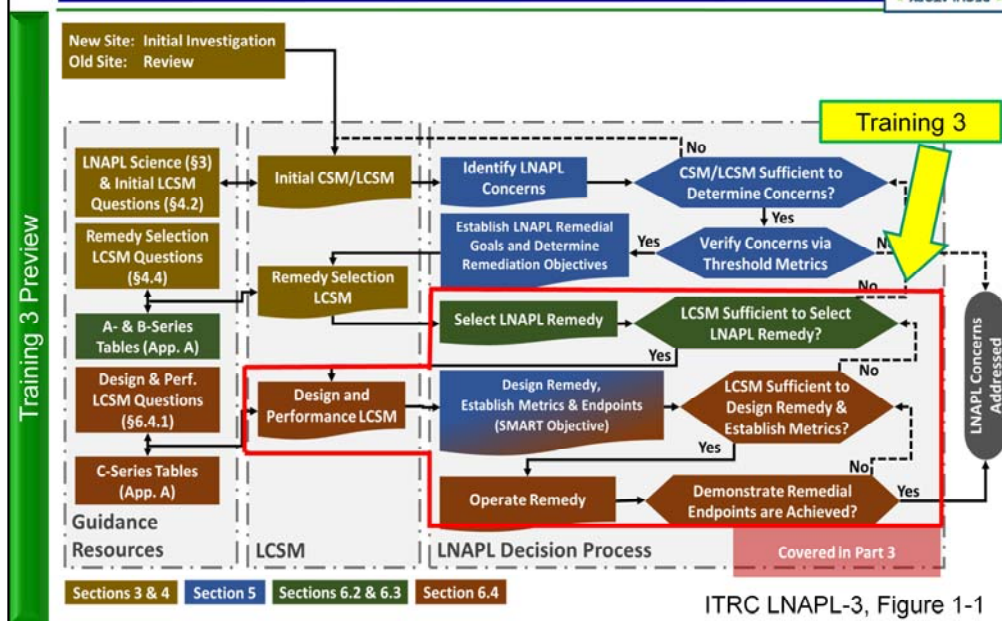 Training 3 Preview
New Site: Initial Investigation
Old Site: Review
Training 3
LNAPL Science (§3)
& Initial LCSM
Questions (§4.2)
Remedy Selection
LCSM Questions
(§4.4)
A- & B-Series
Tables (App. A)
Design & Perf.
LCSM Questions
(§6.4.1)
C-Series Tables
(App. A)
Guidance
Resources
Initial CSM/LCSM
Remedy Selection
LCSM
Design and
Performance LCSM
LCSM
Identify LNAPL
Concerns
No
CSM/LCSM Sufficient to
Determine Concerns?
Yes
Establish LNAPL Remedial
Goals and Determine
Remediation Objectives
Yes
Verify Concerns via
Threshold Metrics
No
Select LNAPL Remedy
LCSM Sufficient to Select
LNAPL Remedy?
Yes
No
Design Remedy,
Establish Metrics & Endpoints
(SMART Objective)
LCSM Sufficient to
Design Remedy &
Establish Metrics?
Yes
No
Operate Remedy
Demonstrate Remedial
Endpoints are Achieved?
Yes
LNAPL Concerns
Addressed
LNAPL Decision Process
Covered in Part 3
Sections 3 & 4
Section 5
Sections 6.2 & 6.3
Section 6.4
ITRC LNAPL-3, Figure 1-1